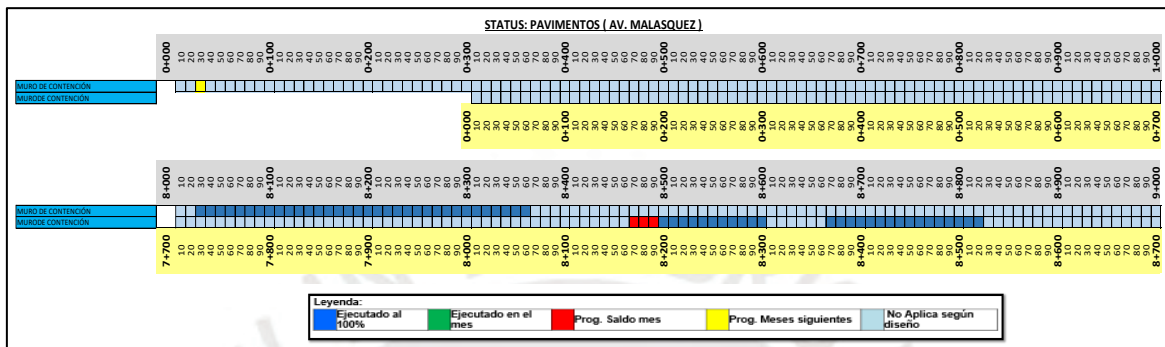 STATUS: PAVIMENTOS ( AV. MALASQUEZ )
0+000 10 20 30 40 50 60 70 80 90 0+100 10 20 30 40 50 60 70 80 90 0+200 10 20 30 40 50 60 70 80 90 0+300 10 20 30 40 50 60 70 80 90 0+400 10 20 30 40 50 60 70 80 90 0+500 10 20 30 40 50 60 70 80 90 0+600 10 20 30 40 50 60 70 80 90 0+700 10 20 30 40 50 60 70 80 90 0+800 10 20 30 40 50 60 70 80 90 0+900 10 20 30 40 50 60 70 80 90 1+000
MURO DE CONTENCIÓN
MURODE CONTENCIÓN
0+000 10 20 30 40 50 60 70 80 90 0+100 10 20 30 40 50 60 70 80 90 0+200 10 20 30 40 50 60 70 80 90 0+300 10 20 30 40 50 60 70 80 90 0+400 10 20 30 40 50 60 70 80 90 0+500 10 20 30 40 50 60 70 80 90 0+600 10 20 30 40 50 60 70 80 90 0+700
8+000 10 20 30 40 50 60 70 80 90 8+100 10 20 30 40 50 60 70 80 90 8+200 10 20 30 40 50 60 70 80 90 8+300 10 20 30 40 50 60 70 80 90 8+400 10 20 30 40 50 60 70 80 90 8+500 10 20 30 40 50 60 70 80 90 8+600 10 20 30 40 50 60 70 80 90 8+700 10 20 30 40 50 60 70 80 90 8+800 10 20 30 40 50 60 70 80 90 8+900 10 20 30 40 50 60 70 80 90 9+000
MURO DE CONTENCIÓN
MURODE CONTENCIÓN
7+700 10 20 30 40 50 60 70 80 90 7+800 10 20 30 40 50 60 70 80 90 7+900 10 20 30 40 50 60 70 80 90 8+000 10 20 30 40 50 60 70 80 90 8+100 10 20 30 40 50 60 70 80 90 8+200 10 20 30 40 50 60 70 80 90 8+300 10 20 30 40 50 60 70 80 90 8+400 10 20 30 40 50 60 70 80 90 8+500 10 20 30 40 50 60 70 80 90 8+600 10 20 30 40 50 60 70 80 90 8+700
Leyenda:
Ejecutado al 100%
Ejecutado en el mes
Prog. Saldo mes
Prog. Meses siguientes
No Aplica según diseño